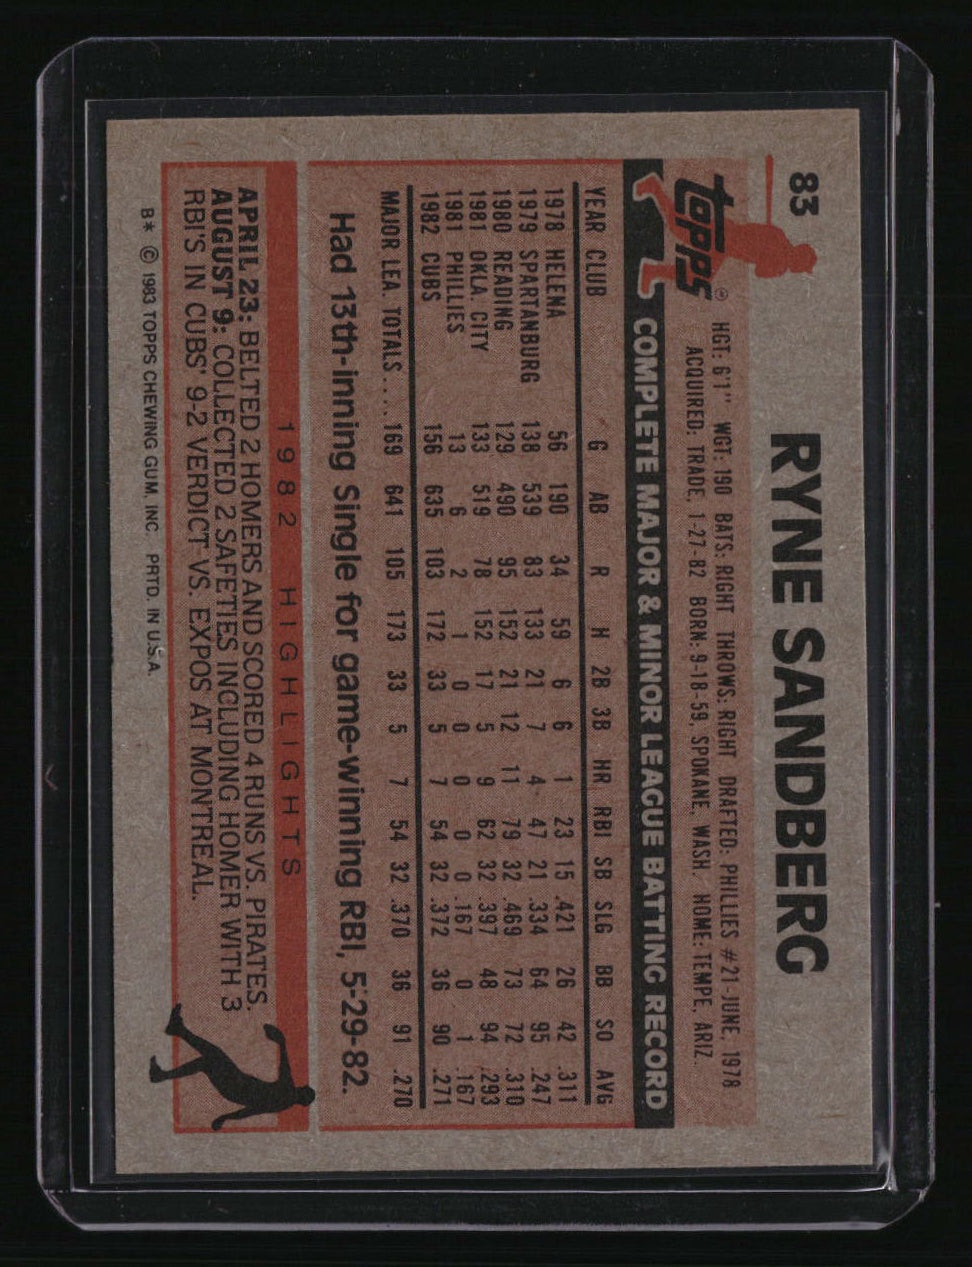 83
RYNE SANDBERG
TOPPS®
HGT: 6'1" WGT: 190 BATS: RIGHT THROWS: RIGHT DRAFTED: PHILLIES #21-JUNE, 1978
ACQUIRED: TRADE, 1-27-82 BORN: 9-18-59, SPOKANE, WASH. HOME: TEMPE, ARIZ.
COMPLETE MAJOR & MINOR LEAGUE BATTING RECORD
YEAR CLUB G AB R H 2B 3B HR RBI SB SLG BB SO AVG
1978 HELENA 56 190 34 59 6 6 1 23 15 .421 26 42 .311
1979 SPARTANBURG 138 539 83 133 21 7 4 47 21 .334 64 95 .247
1980 READING 129 490 95 152 21 12 11 79 32 .469 73 72 .310
1981 OKLA. CITY 133 519 78 152 17 5 9 62 32 .397 48 94 .293
1981 PHILLIES 13 6 2 1 0 0 0 0 0 .167 0 1 .167
1982 CUBS 156 635 103 172 33 5 7 54 32 .372 36 90 .271
MAJOR LEA. TOTALS.... 169 641 105 173 33 5 7 54 32 .370 36 91 .270
Had 13th-inning Single for game-winning RBI, 5-29-82.
1982 HIGHLIGHTS
APRIL 23: BELTED 2 HOMERS AND SCORED 4 RUNS VS. PIRATES.
AUGUST 9: COLLECTED 2 SAFETIES INCLUDING HOMER WITH 3
RBI'S IN CUBS' 9-2 VERDICT VS. EXPOS AT MONTREAL.
B* © 1983 TOPPS CHEWING GUM, INC. PRTD. IN U.S.A.